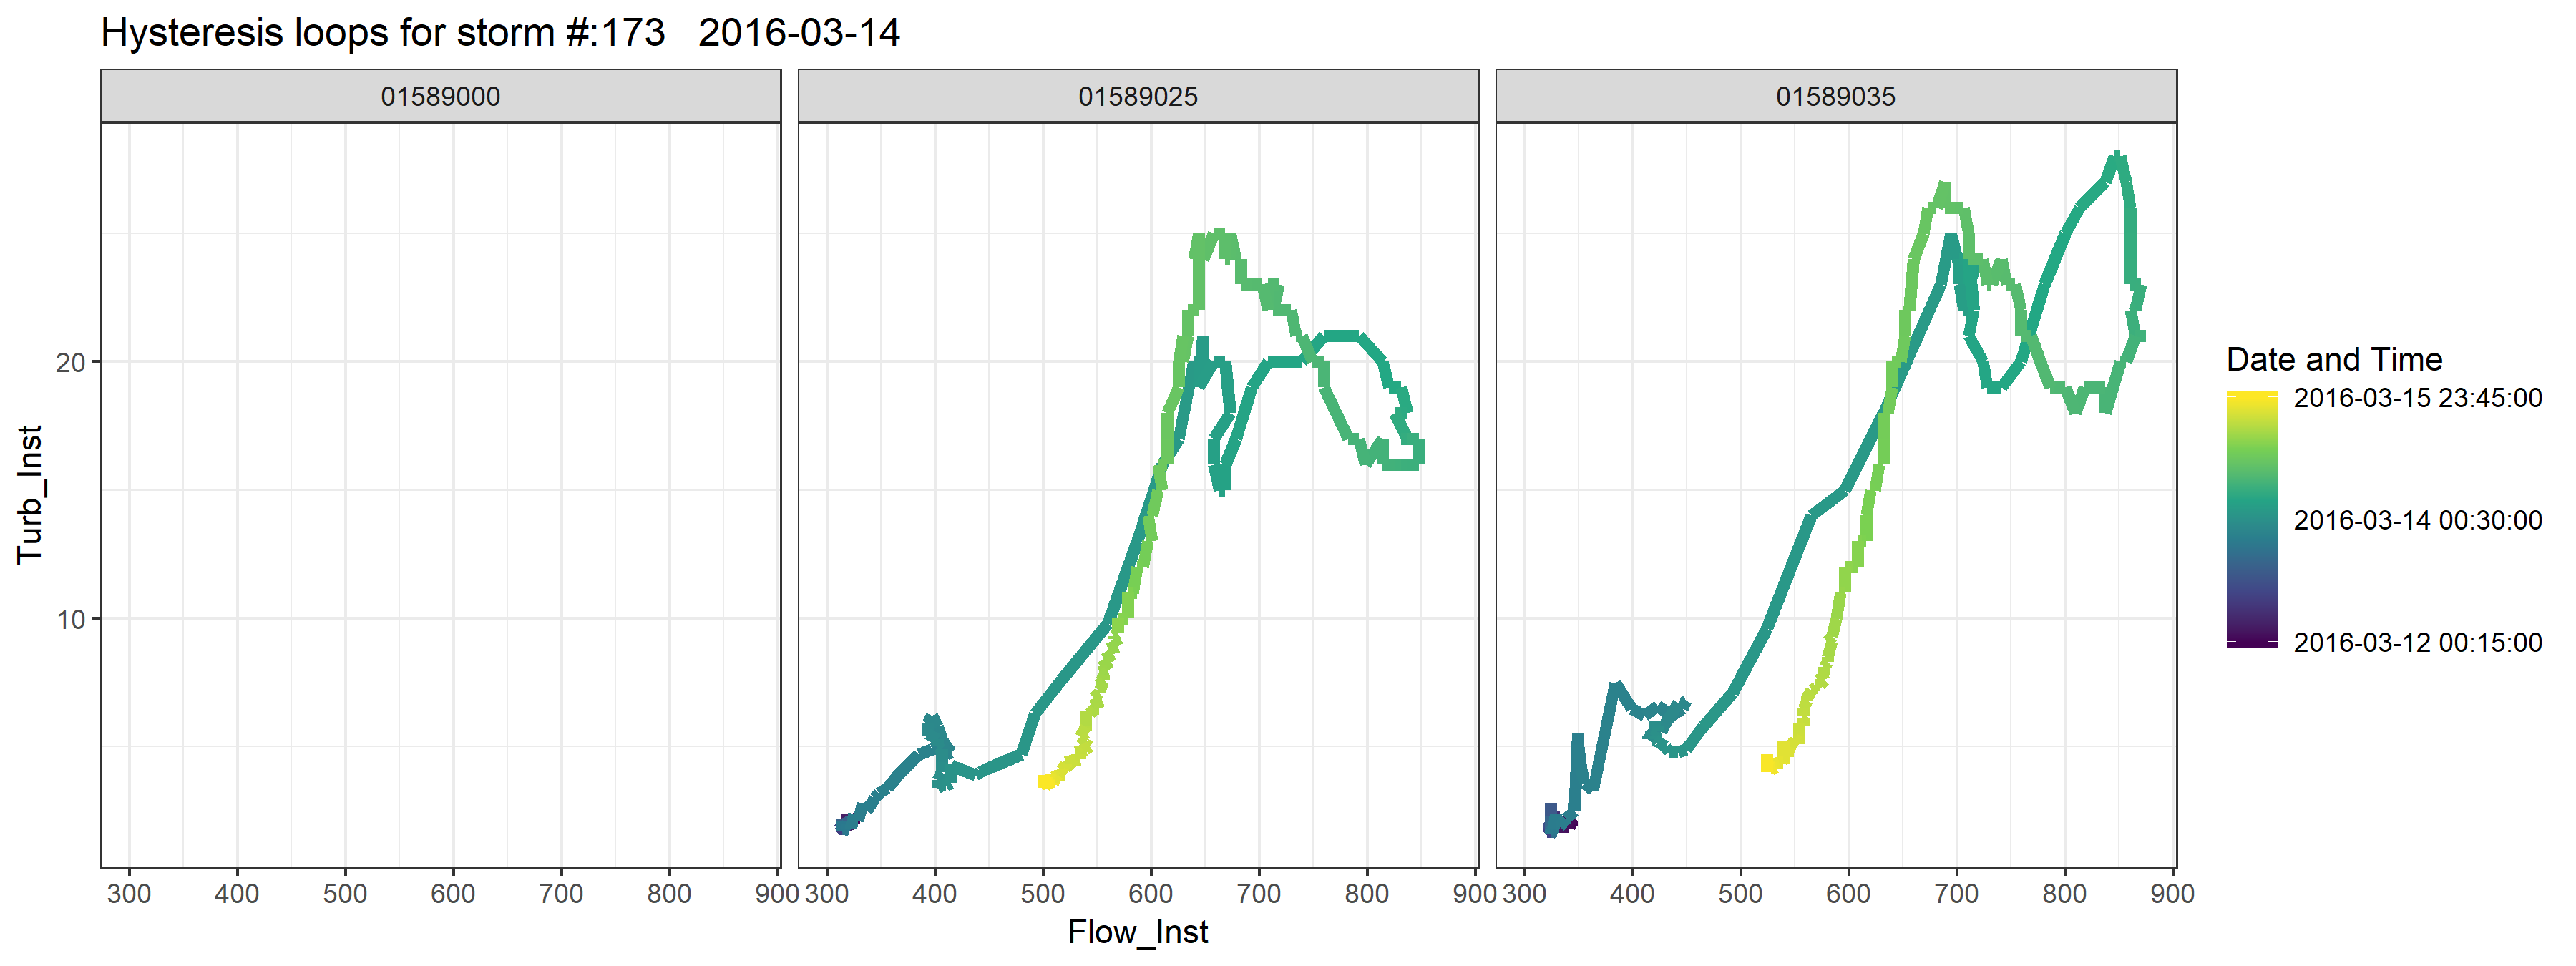 Hysteresis loops for storm #:173   2016-03-14
01589000
01589025
01589035
Turb_Inst
20
10
300 400 500 600 700 800 900
300 400 500 600 700 800 900
300 400 500 600 700 800 900
Flow_Inst
Date and Time
2016-03-15 23:45:00
2016-03-14 00:30:00
2016-03-12 00:15:00